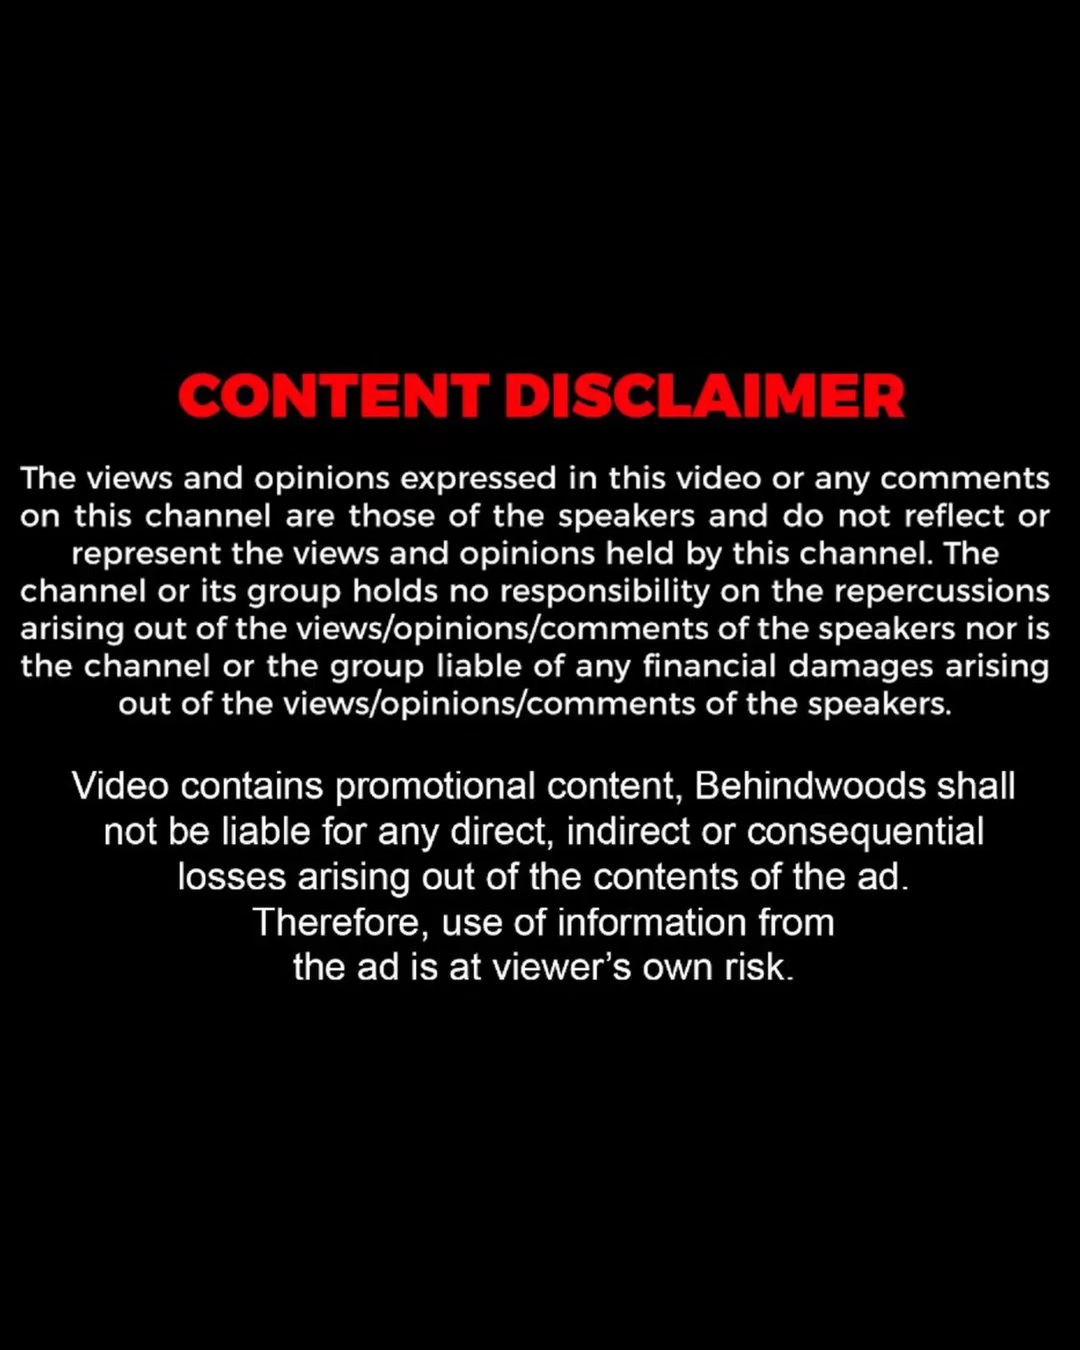 CONTENT DISCLAIMER
The views and opinions expressed in this video or any comments
on this channel are those of the speakers and do not reflect or
represent the views and opinions held by this channel. The
channel or its group holds no responsibility on the repercussions
arising out of the views/opinions/comments of the speakers nor is
the channel or the group liable of any financial damages arising
out of the views/opinions/comments of the speakers.
Video contains promotional content, Behindwoods shall
not be liable for any direct, indirect or consequential
losses arising out of the contents of the ad.
Therefore, use of information from
the ad is at viewer’s own risk.